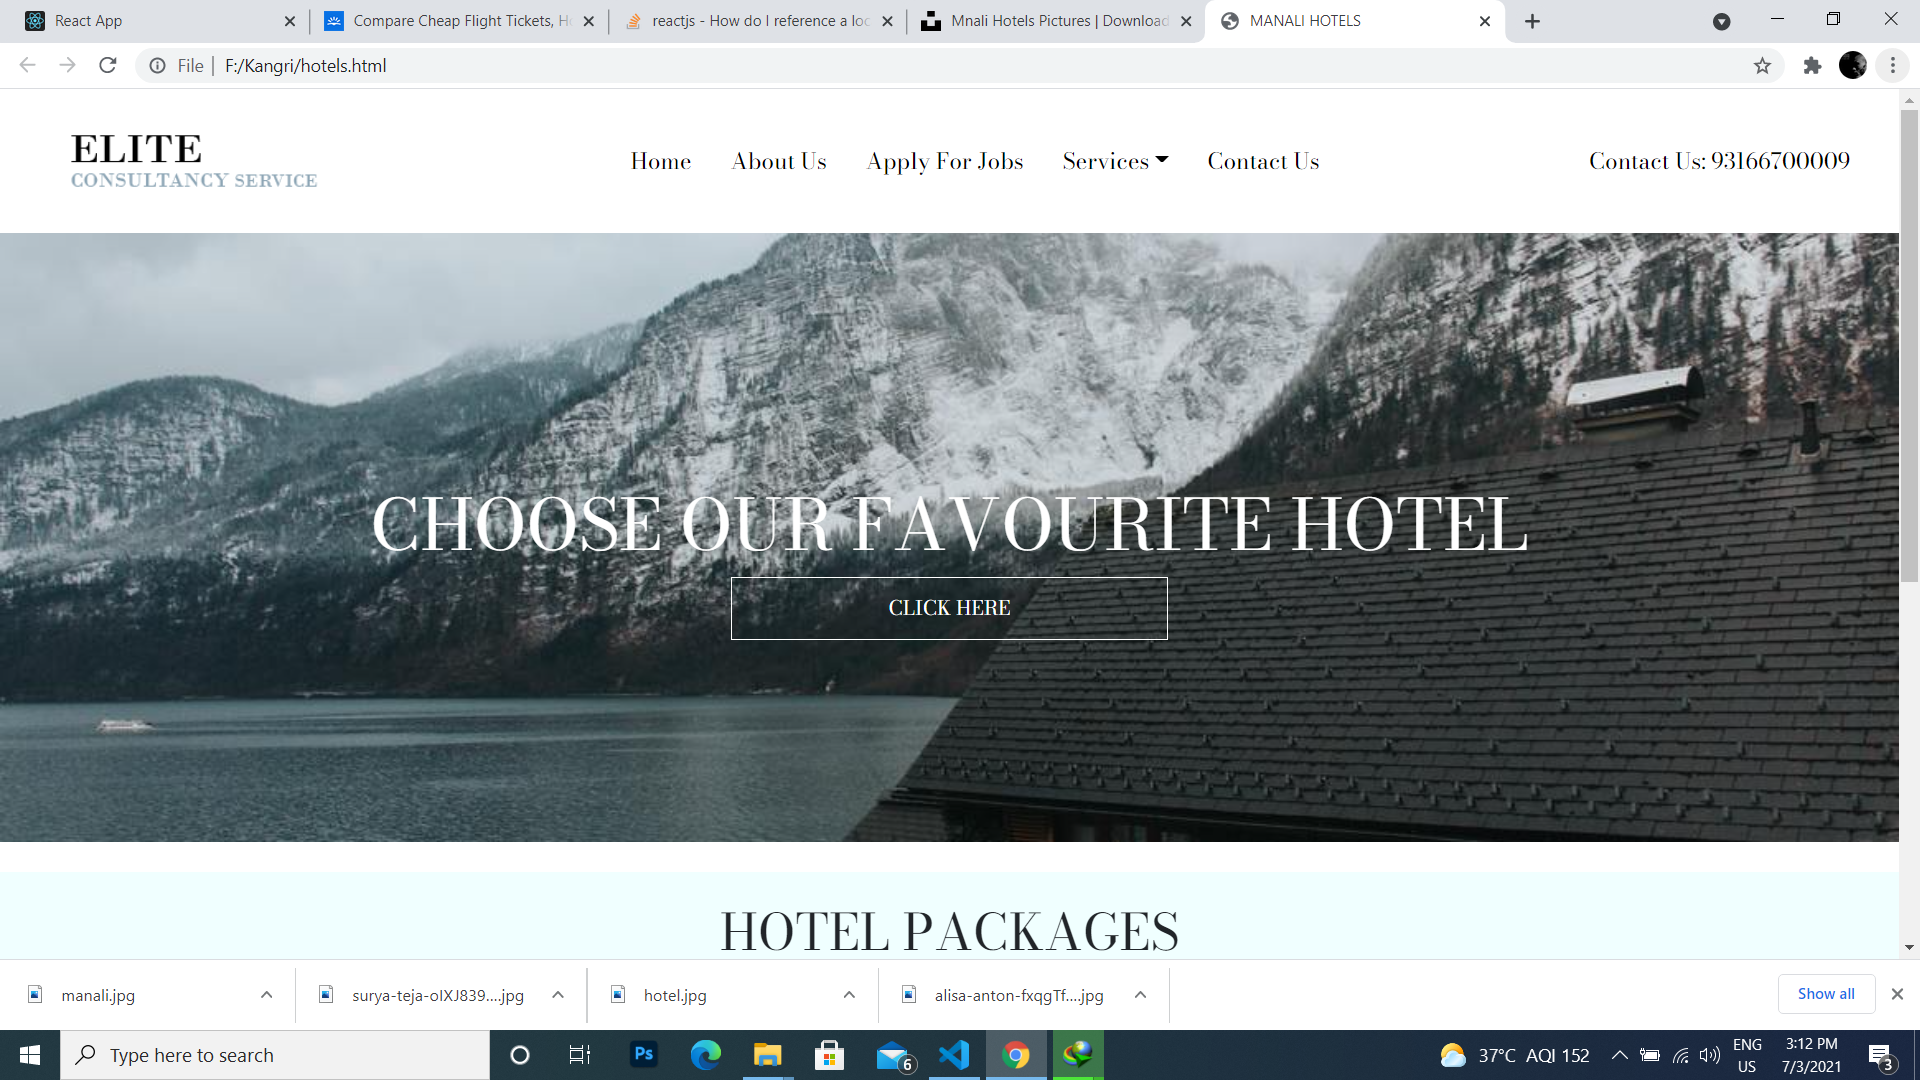 React App
Compare Cheap Flight Tickets, H
reactjs - How do I reference a loc
Mnali Hotels Pictures | Download
MANALI HOTELS
File | F:/Kangri/hotels.html
ELITE
CONSULTANCY SERVICE
Home
About Us
Apply For Jobs
Services
Contact Us
Contact Us: 93166700009
CHOOSE OUR FAVOURITE HOTEL
CLICK HERE
HOTEL PACKAGES
manali.jpg
surya-teja-oIXJ839....jpg
hotel.jpg
alisa-anton-fxqgTf....jpg
Show all
Type here to search
Ps
6
37°C AQI 152
ENG
US
3:12 PM
7/3/2021
3